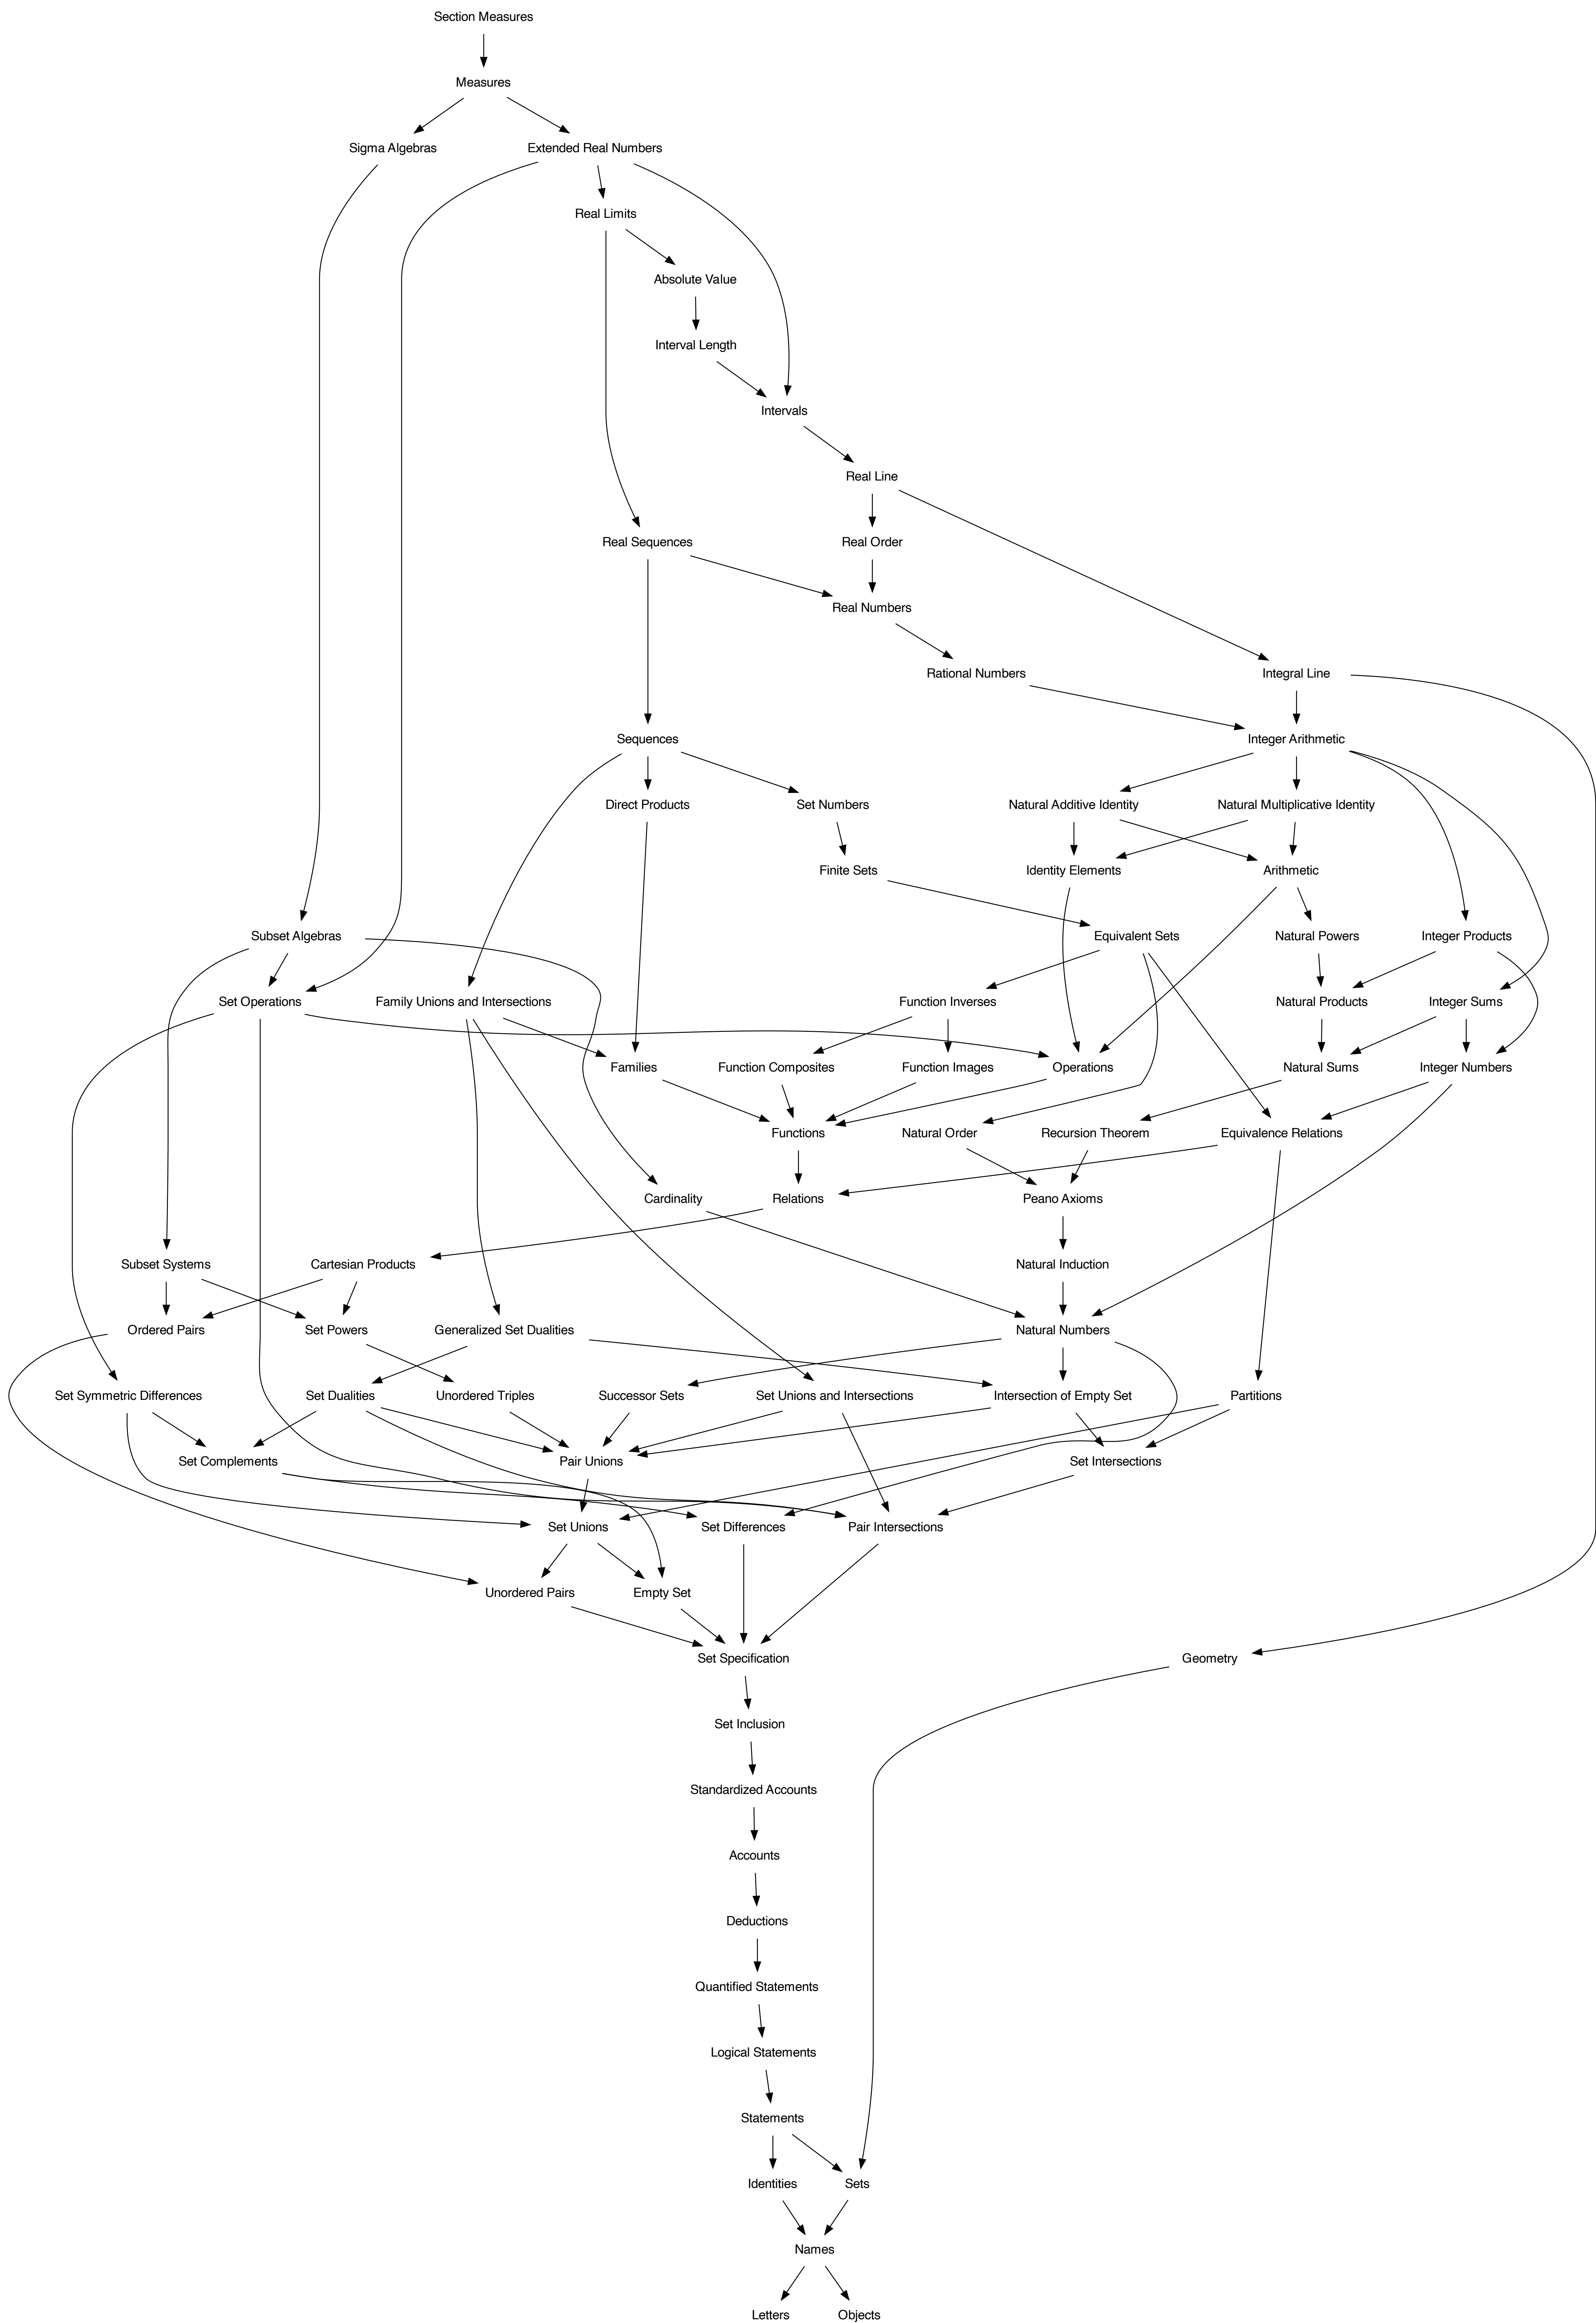 Section Measures
Measures
Sigma Algebras
Extended Real Numbers
Real Limits
Absolute Value
Interval Length
Intervals
Real Line
Real Sequences
Real Order
Real Numbers
Rational Numbers
Integral Line
Sequences
Integer Arithmetic
Direct Products
Set Numbers
Natural Additive Identity
Natural Multiplicative Identity
Finite Sets
Identity Elements
Arithmetic
Subset Algebras
Equivalent Sets
Natural Powers
Integer Products
Set Operations
Family Unions and Intersections
Function Inverses
Natural Products
Integer Sums
Families
Function Composites
Function Images
Operations
Natural Sums
Integer Numbers
Functions
Natural Order
Recursion Theorem
Equivalence Relations
Cardinality
Relations
Peano Axioms
Subset Systems
Cartesian Products
Natural Induction
Ordered Pairs
Set Powers
Generalized Set Dualities
Natural Numbers
Set Symmetric Differences
Set Dualities
Unordered Triples
Successor Sets
Set Unions and Intersections
Intersection of Empty Set
Partitions
Set Complements
Pair Unions
Set Intersections
Set Unions
Set Differences
Pair Intersections
Unordered Pairs
Empty Set
Set Specification
Geometry
Set Inclusion
Standardized Accounts
Accounts
Deductions
Quantified Statements
Logical Statements
Statements
Identities
Sets
Names
Letters
Objects